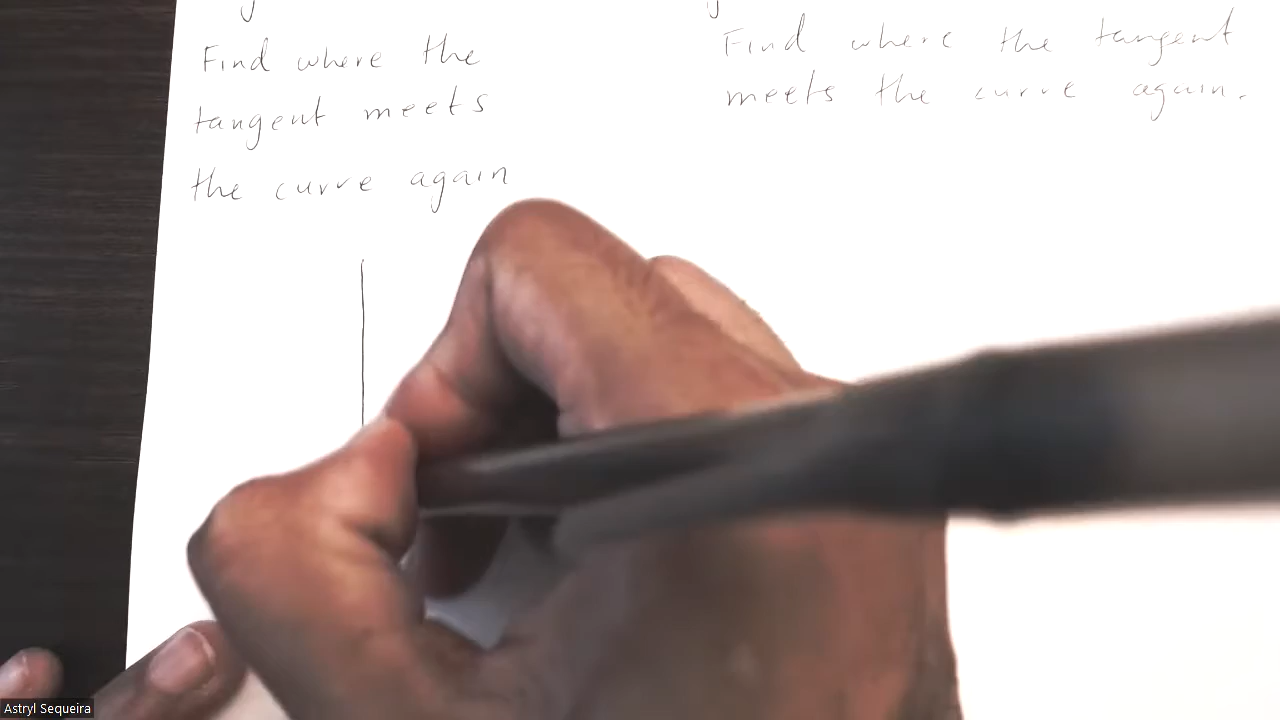 Find where the
tangent meets
the curve again
Find where the tangent
meets the curve again.
Astryl Sequeira